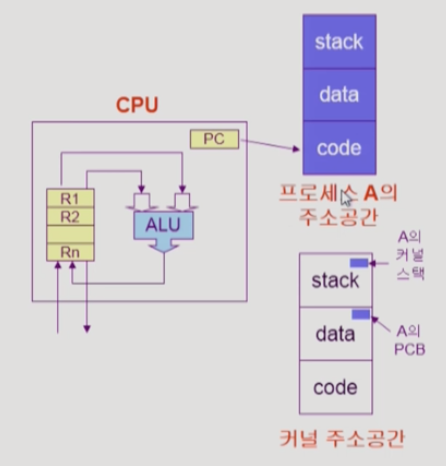 CPU
PC
R1
R2
Rn
ALU
stack
data
code
프로세스 A의
주소공간
stack
data
code
A의
커널
스택
A의
PCB
커널 주소공간